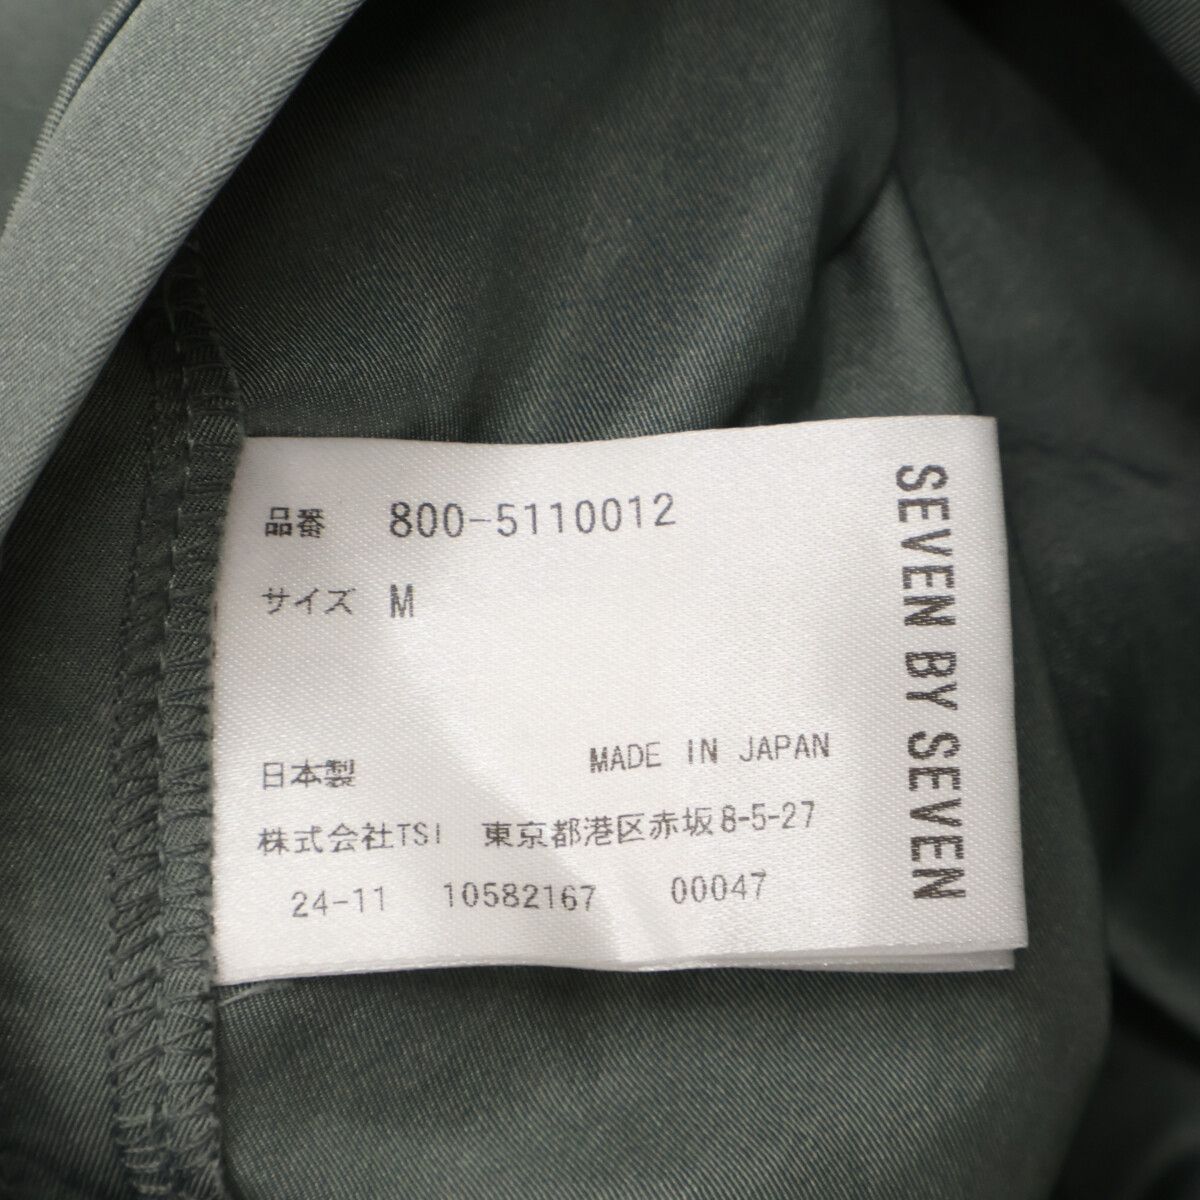 品番 800-5110012
サイズ M
日本製 MADE IN JAPAN
株式会社TSI 東京都港区赤坂8-5-27
24-11 10582167 00047
SEVEN BY SEVEN